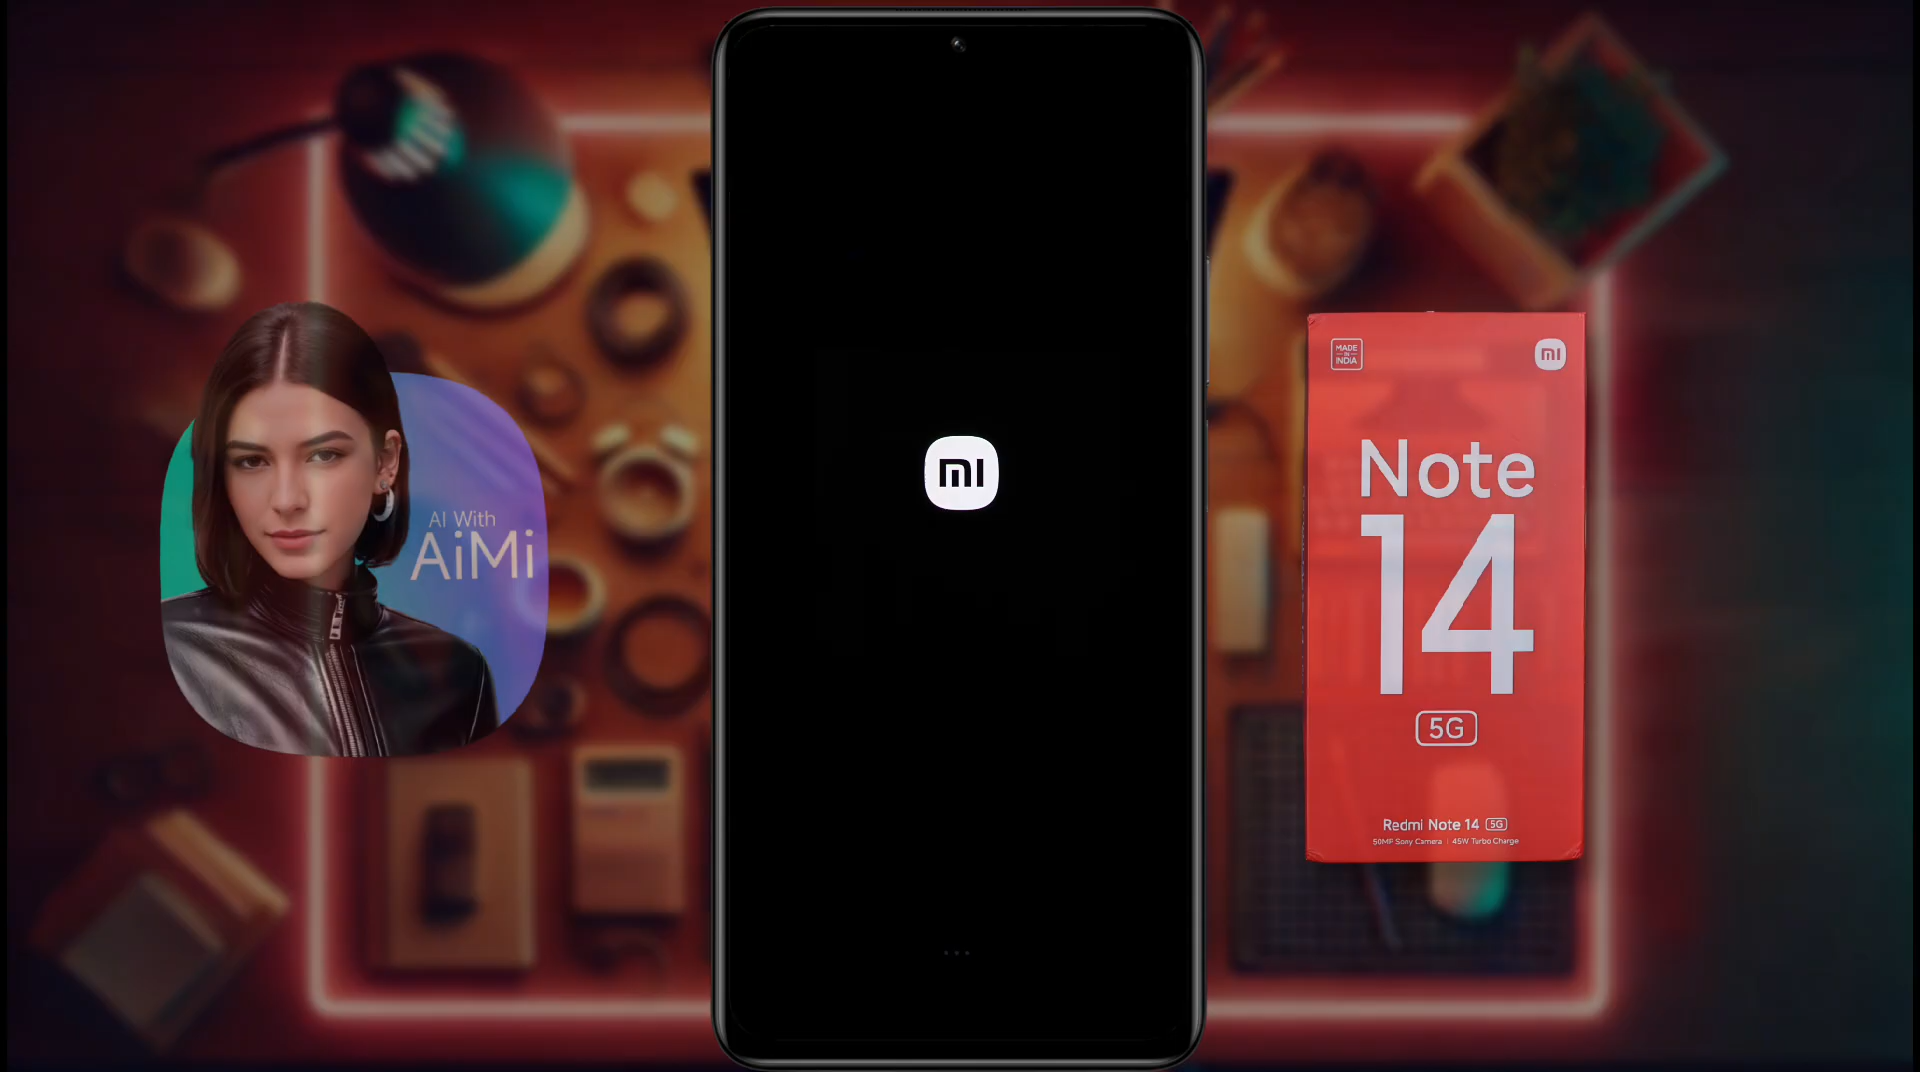 AI With
AiMi
mi
MADE
IN
INDIA
mi
Note
14
5G
Redmi Note 14 5G
50MP Sony Camera | 45W Turbo Charge